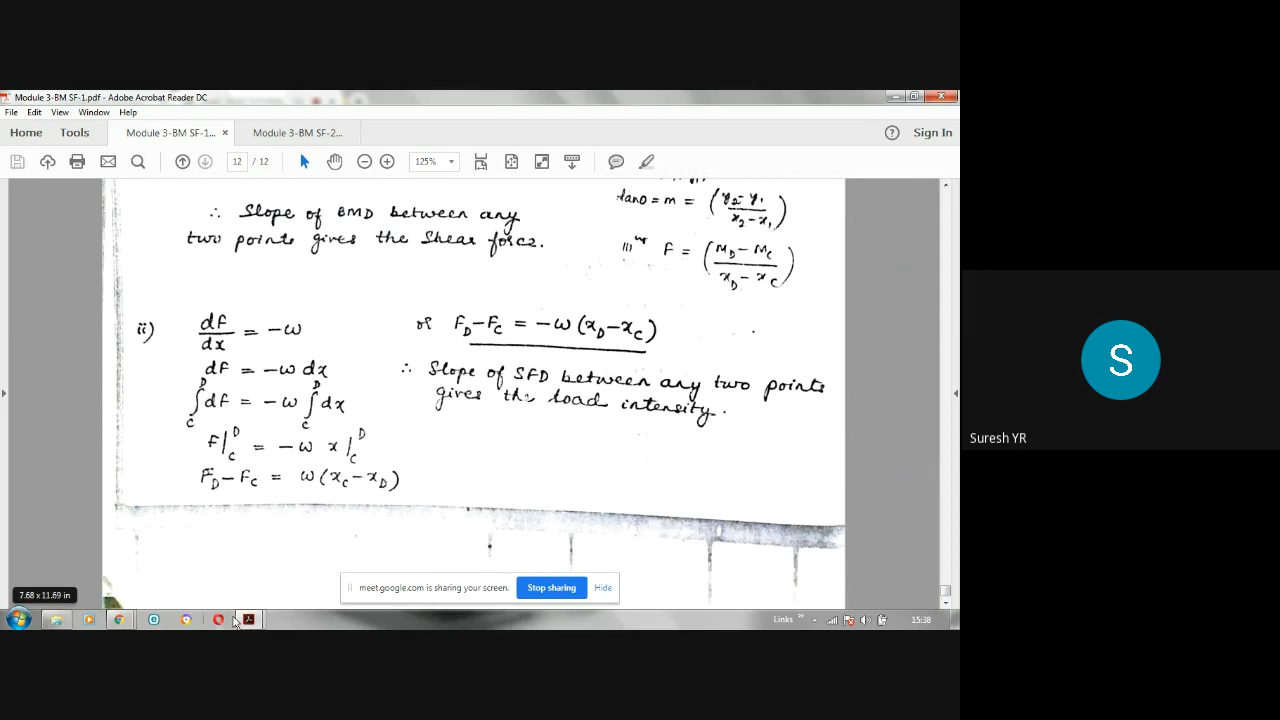 Module 3-BM SF-1.pdf - Adobe Acrobat Reader DC
File Edit View Window Help
Home Tools Module 3-BM SF-1... × Module 3-BM SF-2... Sign In
12 / 12 125%
tanθ = m = (y₂ - y₁ / x₂ - x₁)
∴ Slope of BMD between any
two points gives the Shear force.
lllly F = (M_D - M_C / x_D - x_C)
ii) dF/dx = -ω
or F_D - F_C = -ω (x_D - x_C)
dF = -ω dx
∴ Slope of SFD between any two points
gives the load intensity.
∫_C^D dF = -ω ∫_C^D dx
F|_C^D = -ω x|_C^D
F_D - F_C = ω (x_C - x_D)
meet.google.com is sharing your screen. Stop sharing Hide
7.68 x 11.69 in
Links » 15:38
S
Suresh YR